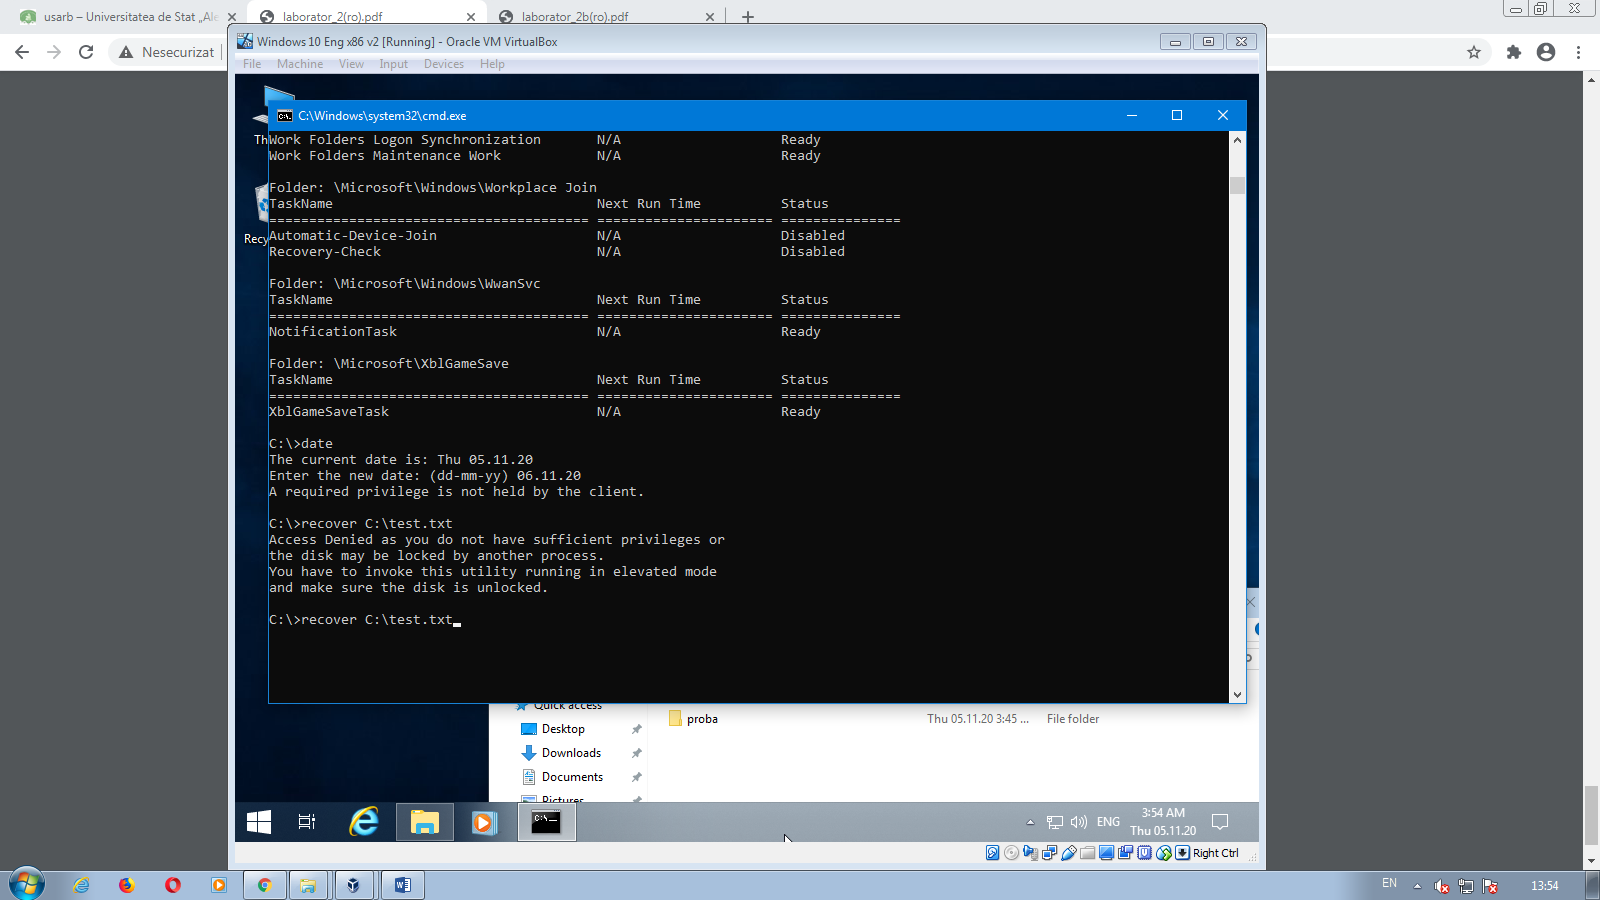 usarb – Universitatea de Stat „Ale
laborator_2(ro).pdf
laborator_2b(ro).pdf
Nesecurizat
Windows 10 Eng x86 v2 [Running] - Oracle VM VirtualBox
File Machine View Input Devices Help
C:\Windows\system32\cmd.exe
Th
Work Folders Logon Synchronization N/A Ready
Work Folders Maintenance Work N/A Ready
Folder: \Microsoft\Windows\Workplace Join
TaskName Next Run Time Status
======================================== ====================== ===============
Recy
Automatic-Device-Join N/A Disabled
Recovery-Check N/A Disabled
Folder: \Microsoft\Windows\WwanSvc
TaskName Next Run Time Status
======================================== ====================== ===============
NotificationTask N/A Ready
Folder: \Microsoft\XblGameSave
TaskName Next Run Time Status
======================================== ====================== ===============
XblGameSaveTask N/A Ready
C:\>date
The current date is: Thu 05.11.20
Enter the new date: (dd-mm-yy) 06.11.20
A required privilege is not held by the client.
C:\>recover C:\test.txt
Access Denied as you do not have sufficient privileges or
the disk may be locked by another process.
You have to invoke this utility running in elevated mode
and make sure the disk is unlocked.
C:\>recover C:\test.txt
Quick access
proba Thu 05.11.20 3:45 ... File folder
Desktop
Downloads
Documents
Pictures
ENG
3:54 AM
Thu 05.11.20
Right Ctrl
EN
13:54